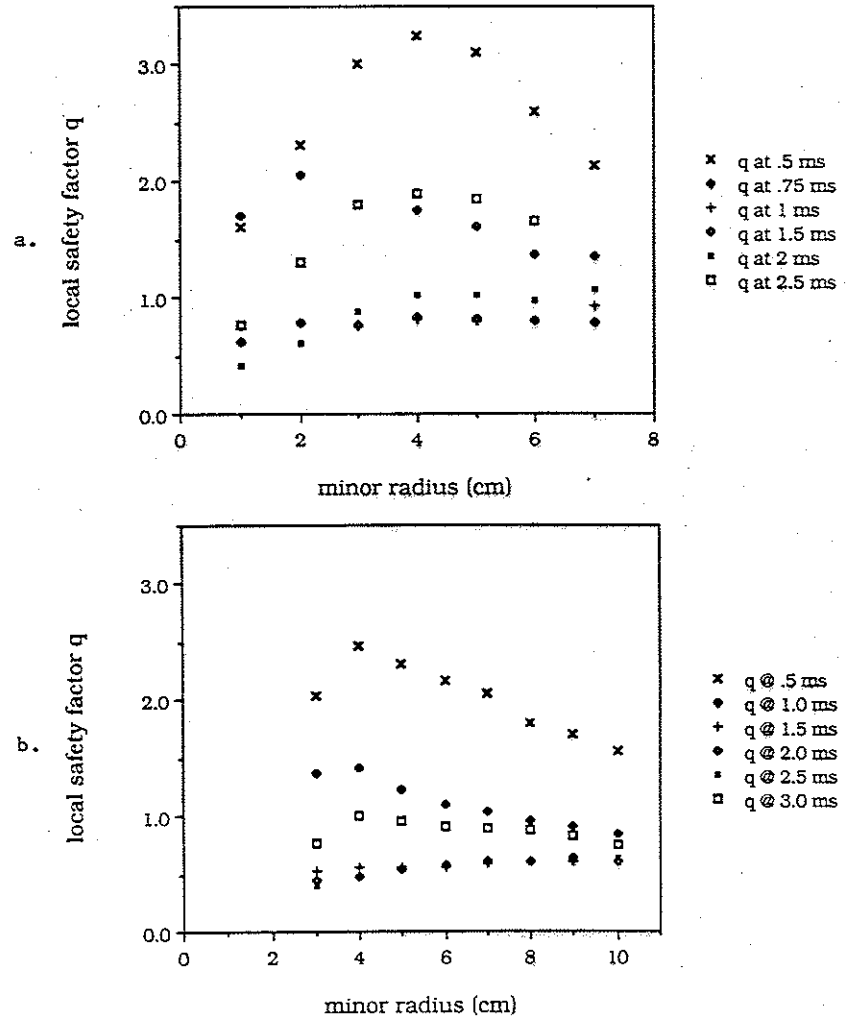 a.
local safety factor q
3.0
2.0
1.0
0.0
0
2
4
6
8
minor radius (cm)
q at .5 ms
q at .75 ms
q at 1 ms
q at 1.5 ms
q at 2 ms
q at 2.5 ms
b.
local safety factor q
3.0
2.0
1.0
0.0
0
2
4
6
8
10
minor radius (cm)
q @ .5 ms
q @ 1.0 ms
q @ 1.5 ms
q @ 2.0 ms
q @ 2.5 ms
q @ 3.0 ms